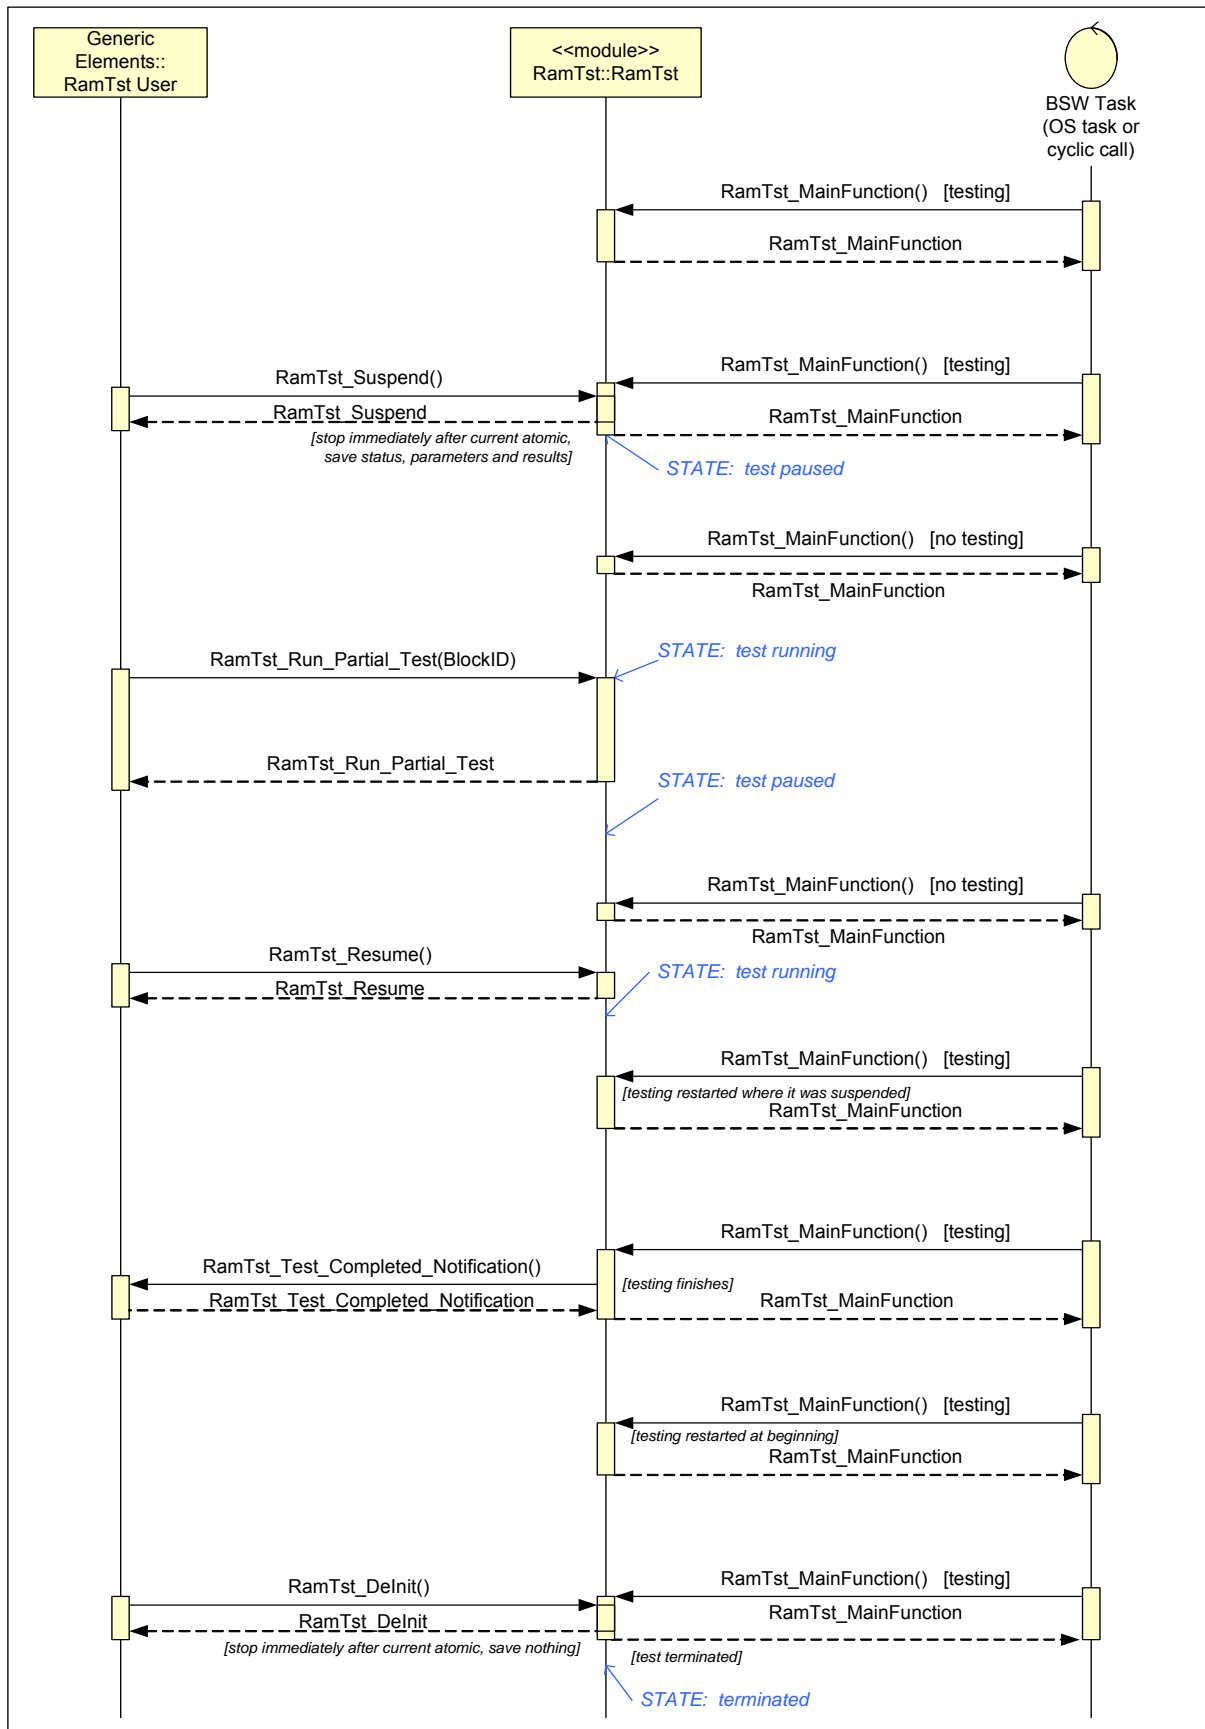 Generic
Elements::
RamTst User
<<module>>
RamTst::RamTst
BSW Task
(OS task or
cyclic call)
RamTst_MainFunction()   [testing]
RamTst_MainFunction
RamTst_MainFunction()   [testing]
RamTst_Suspend()
RamTst_Suspend
RamTst_MainFunction
[stop immediately after current atomic,
save status, parameters and results]
STATE:  test paused
RamTst_MainFunction()   [no testing]
RamTst_MainFunction
STATE:  test running
RamTst_Run_Partial_Test(BlockID)
RamTst_Run_Partial_Test
STATE:  test paused
RamTst_MainFunction()   [no testing]
RamTst_MainFunction
RamTst_Resume()
STATE:  test running
RamTst_Resume
RamTst_MainFunction()   [testing]
[testing restarted where it was suspended]
RamTst_MainFunction
RamTst_MainFunction()   [testing]
RamTst_Test_Completed_Notification()
[testing finishes]
RamTst_Test_Completed_Notification
RamTst_MainFunction
RamTst_MainFunction()   [testing]
[testing restarted at beginning]
RamTst_MainFunction
RamTst_MainFunction()   [testing]
RamTst_DeInit()
RamTst_MainFunction
RamTst_DeInit
[stop immediately after current atomic, save nothing]
[test terminated]
STATE:  terminated